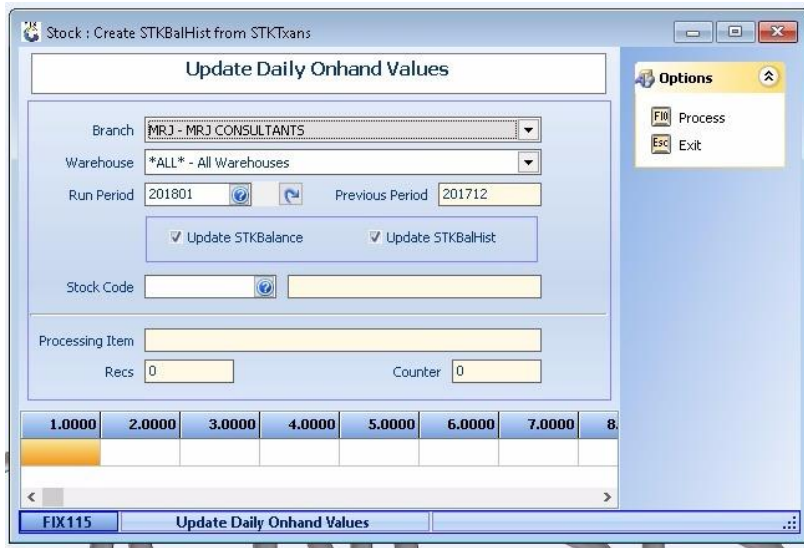 Stock : Create STKBalHist from STKTxans
Update Daily Onhand Values
Options
F10 Process
Esc Exit
Branch MRJ - MRJ CONSULTANTS
Warehouse *ALL* - All Warehouses
Run Period 201801 Previous Period 201712
Update STKBalance Update STKBalHist
Stock Code
Processing Item
Recs 0 Counter 0
1.0000 2.0000 3.0000 4.0000 5.0000 6.0000 7.0000 8.
FIX115 Update Daily Onhand Values